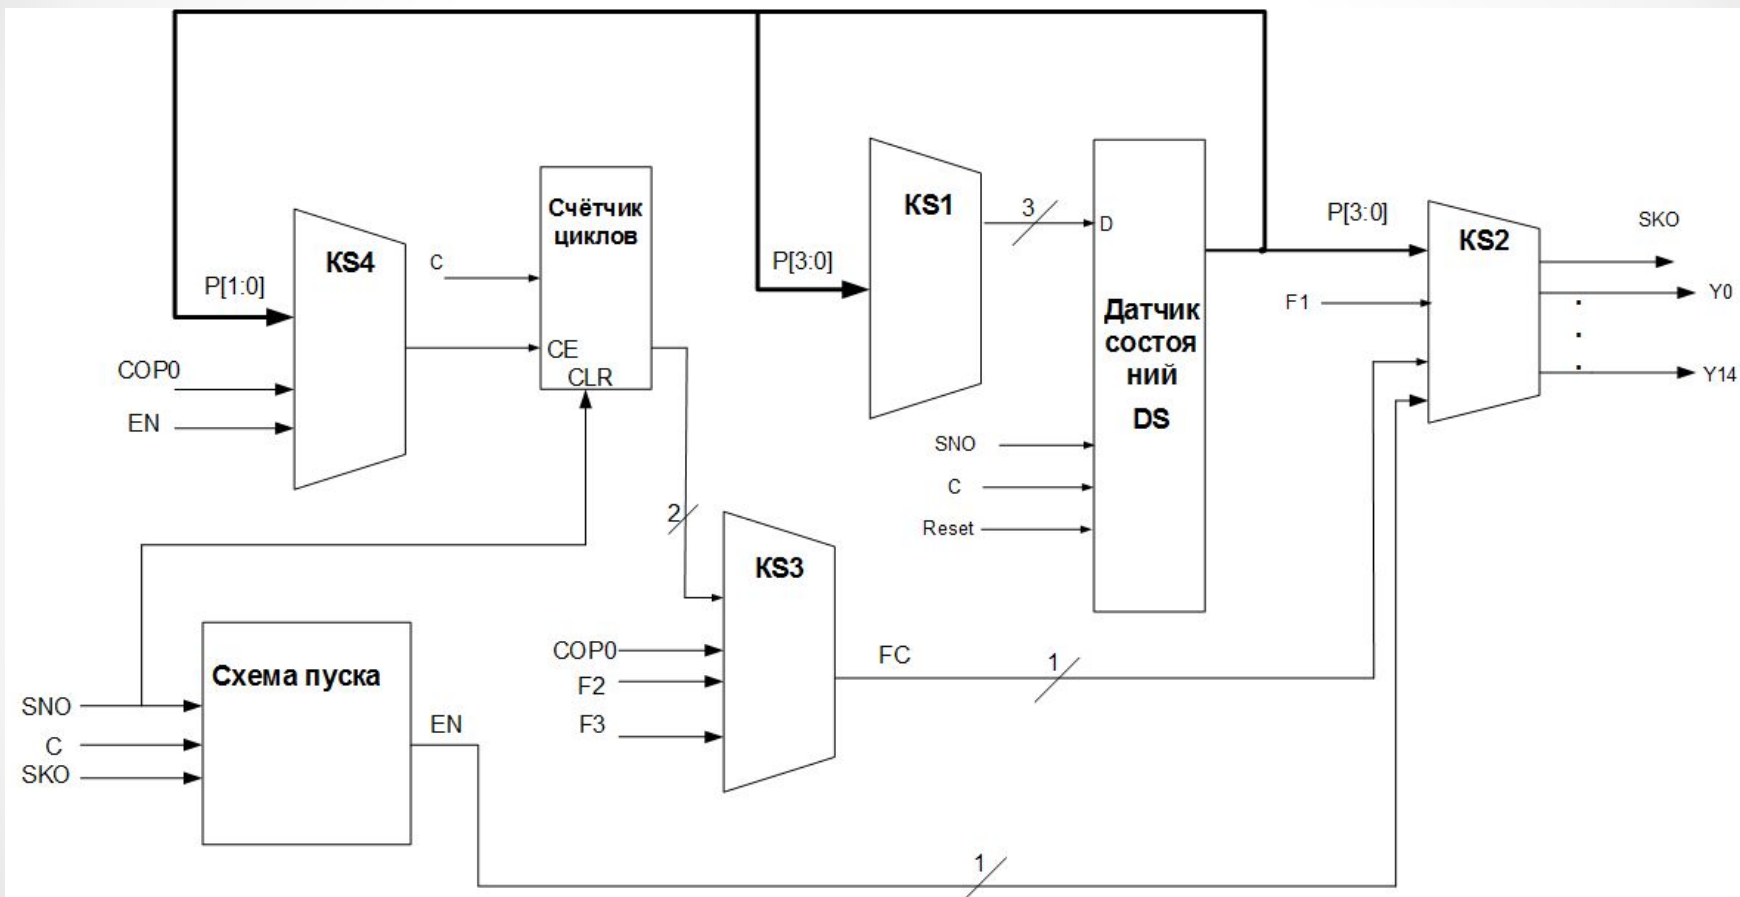 P[1:0]
COP0
EN
KS4
C
Счётчик
циклов
CE
CLR
P[3:0]
KS1
3
D
Датчик
состоя
ний
DS
SNO
C
Reset
P[3:0]
F1
KS2
SKO
Y0
Y14
2
KS3
COP0
F2
F3
FC
1
Схема пуска
SNO
C
SKO
EN
1